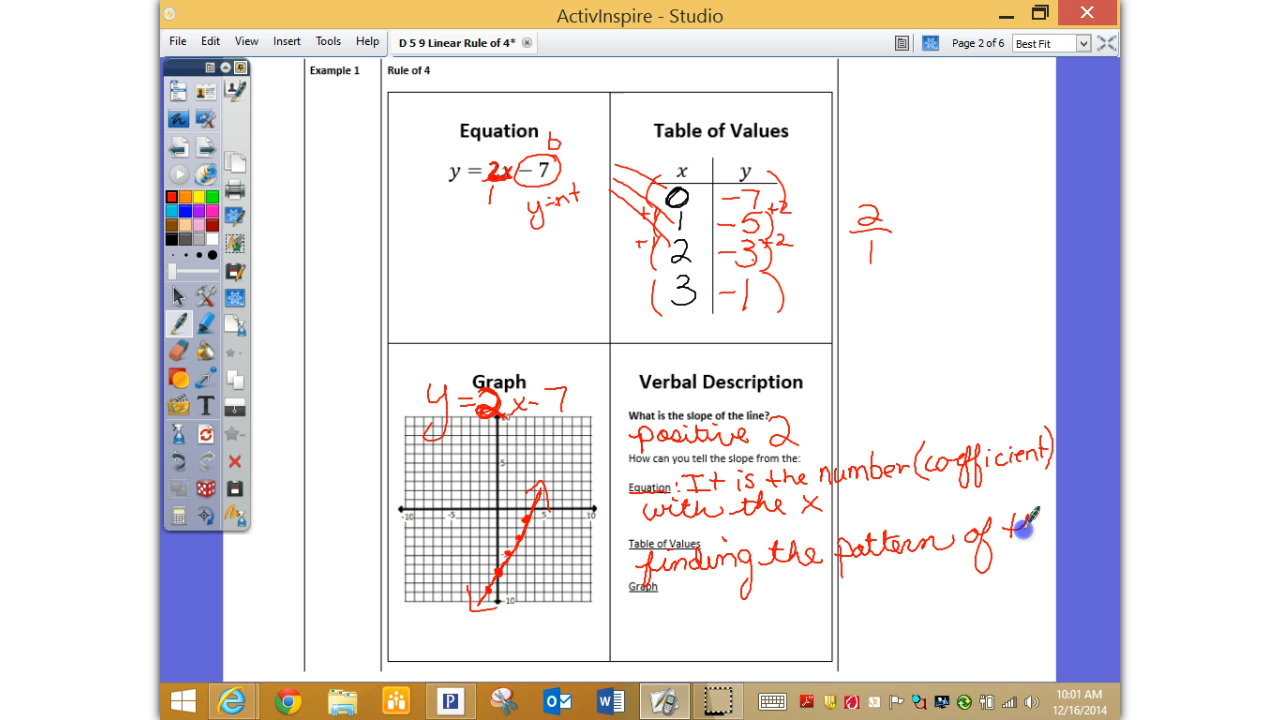 ActivInspire - Studio
File Edit View Insert Tools Help D 5 9 Linear Rule of 4* Page 2 of 6 Best Fit
Example 1 Rule of 4
Equation
b
y = 2x - 7
1
y-int
Table of Values
x y
0 -7
+1 +2
1 -5
+1 +2
2 -3
3 -1
2
1
Graph
y = 2x - 7
10
5
-10 -5 5 10
-10
Verbal Description
What is the slope of the line?
positive 2
How can you tell the slope from the:
Equation: It is the number (coefficient)
with the x
Table of Values
finding the pattern of
Graph
10:01 AM
12/16/2014